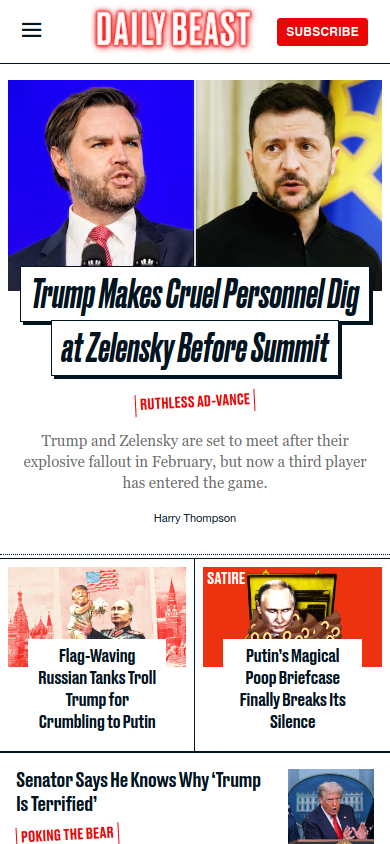 DAILY BEAST
SUBSCRIBE
Trump Makes Cruel Personnel Dig
at Zelensky Before Summit
RUTHLESS AD-VANCE
Trump and Zelensky are set to meet after their
explosive fallout in February, but now a third player
has entered the game.
Harry Thompson
Flag-Waving
Russian Tanks Troll
Trump for
Crumbling to Putin
SATIRE
Putin’s Magical
Poop Briefcase
Finally Breaks Its
Silence
Senator Says He Knows Why ‘Trump
Is Terrified’
POKING THE BEAR